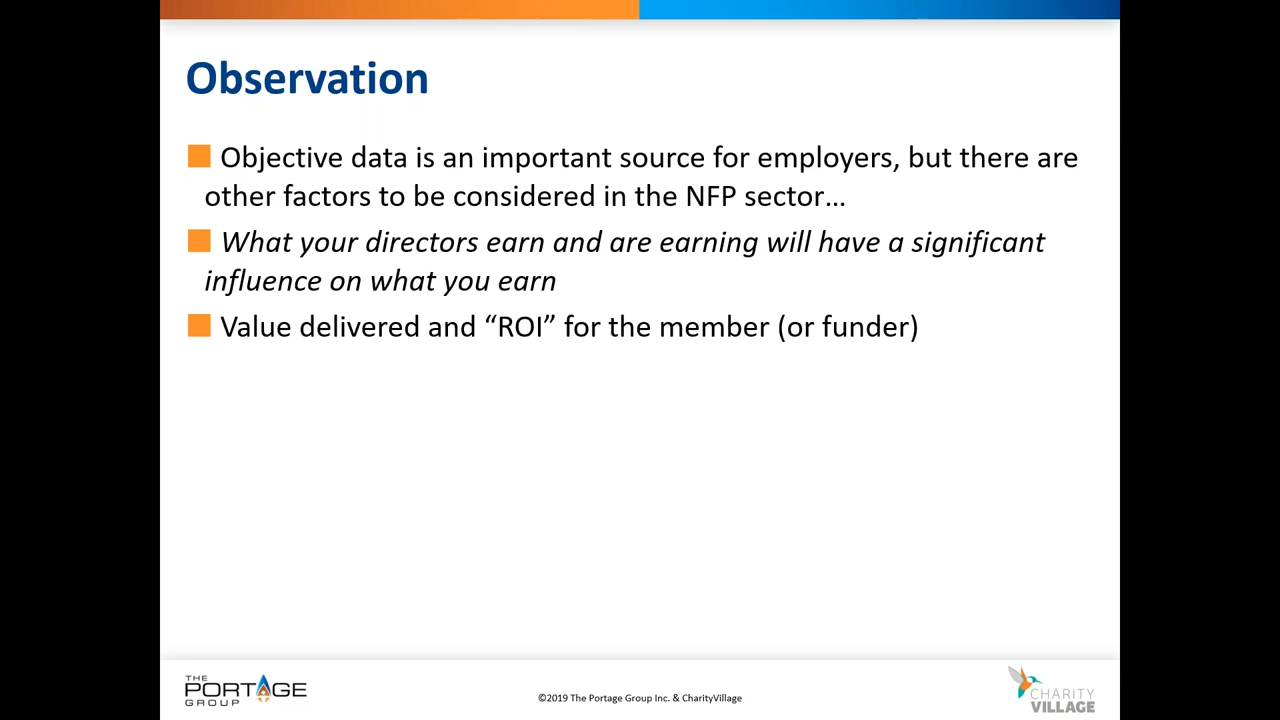 Observation
Objective data is an important source for employers, but there are
other factors to be considered in the NFP sector…
What your directors earn and are earning will have a significant
influence on what you earn
Value delivered and “ROI” for the member (or funder)
THE
PORTAGE
GROUP
©2019 The Portage Group Inc. & CharityVillage
CHARITY
VILLAGE